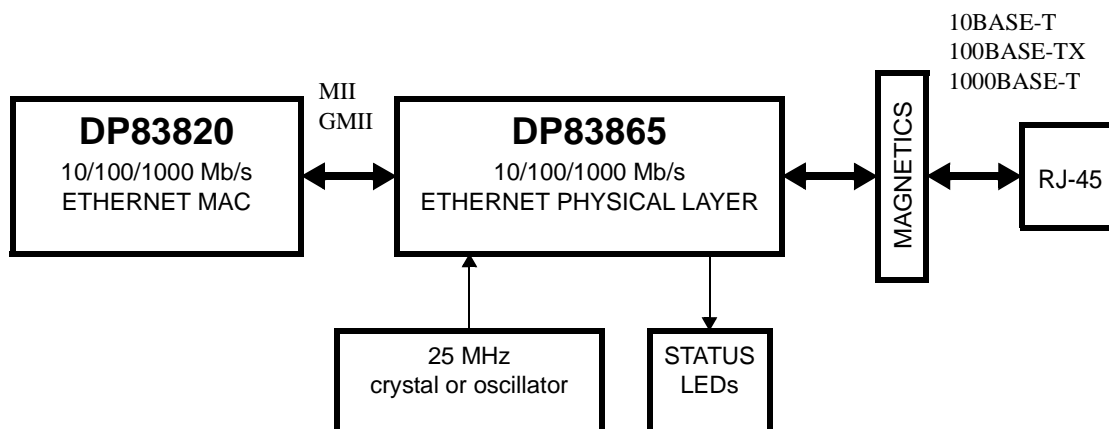 10BASE-T
100BASE-TX
1000BASE-T
MII
GMII
DP83820
10/100/1000 Mb/s
ETHERNET MAC
DP83865
10/100/1000 Mb/s
ETHERNET PHYSICAL LAYER
MAGNETICS
RJ-45
25 MHz
crystal or oscillator
STATUS
LEDs